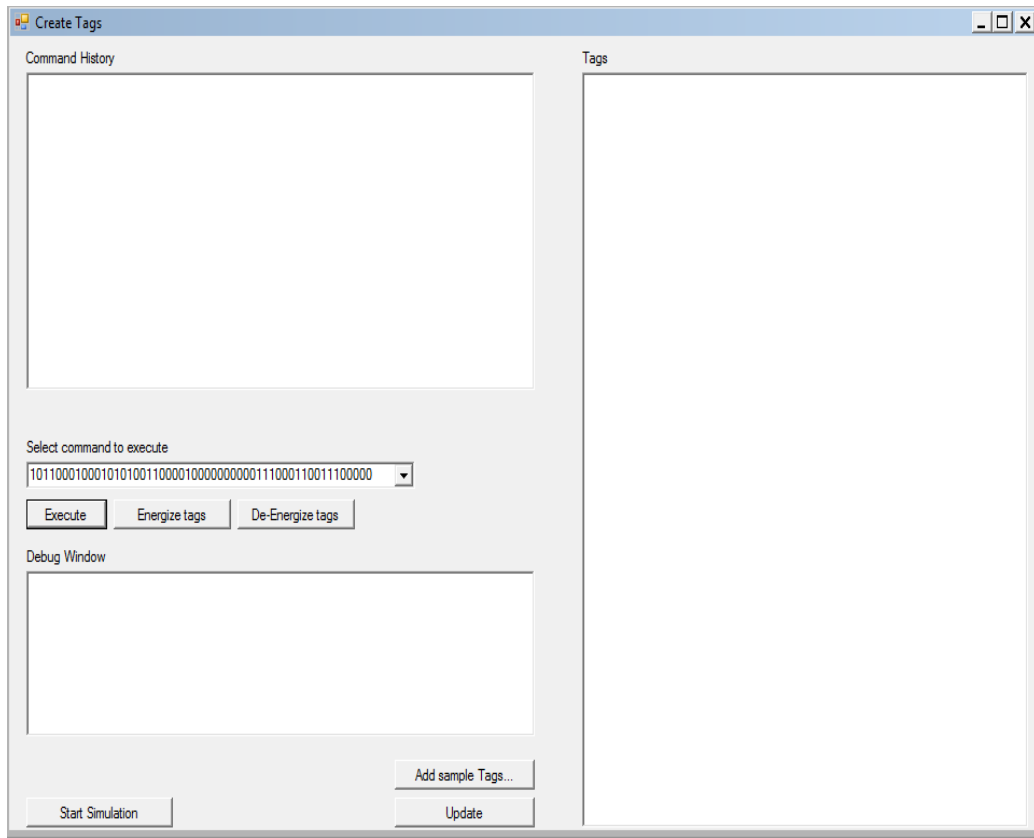 Create Tags
Command History
Tags
Select command to execute
1011000100010101001100001000000000011100011001110000​0
Execute
Energize tags
De-Energize tags
Debug Window
Add sample Tags...
Start Simulation
Update